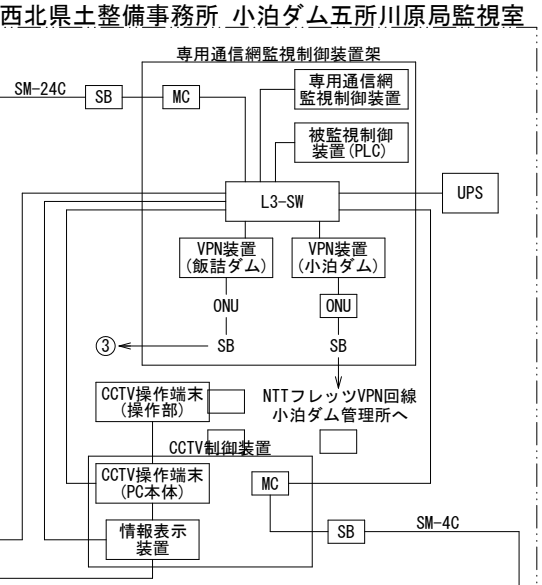 西北県土整備事務所 小泊ダム五所川原局監視室
専用通信網監視制御装置架
SM-24C
SB
MC
専用通信網
監視制御装置
被監視制御
装置(PLC)
L3-SW
UPS
VPN装置
(飯詰ダム)
VPN装置
(小泊ダム)
ONU
ONU
③
SB
SB
CCTV操作端末
(操作部)
NTTフレッツVPN回線
小泊ダム管理所へ
CCTV制御装置
CCTV操作端末
(PC本体)
MC
情報表示
装置
SB
SM-4C